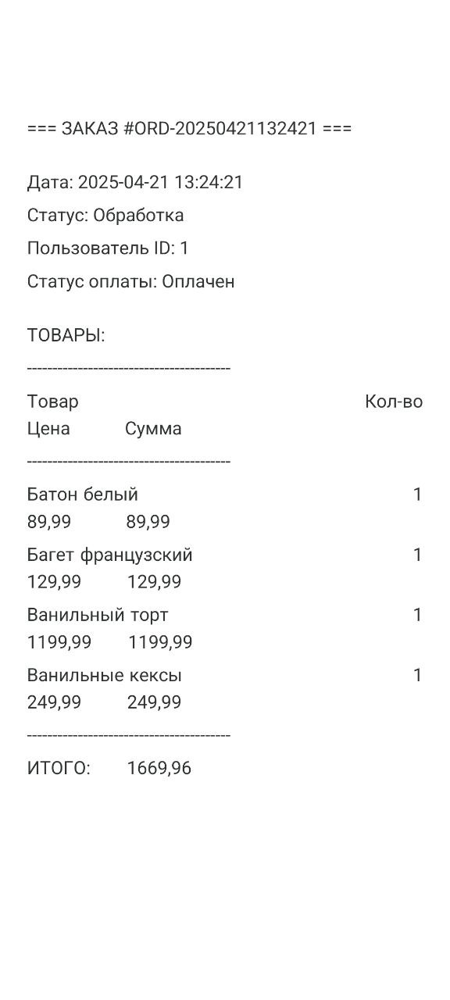 === ЗАКАЗ #ORD-20250421132421 ===
Дата: 2025-04-21 13:24:21
Статус: Обработка
Пользователь ID: 1
Статус оплаты: Оплачен
ТОВАРЫ:
----------------------------------------
Товар Кол-во
Цена Сумма
----------------------------------------
Батон белый 1
89,99 89,99
Багет французский 1
129,99 129,99
Ванильный торт 1
1199,99 1199,99
Ванильные кексы 1
249,99 249,99
----------------------------------------
ИТОГО: 1669,96